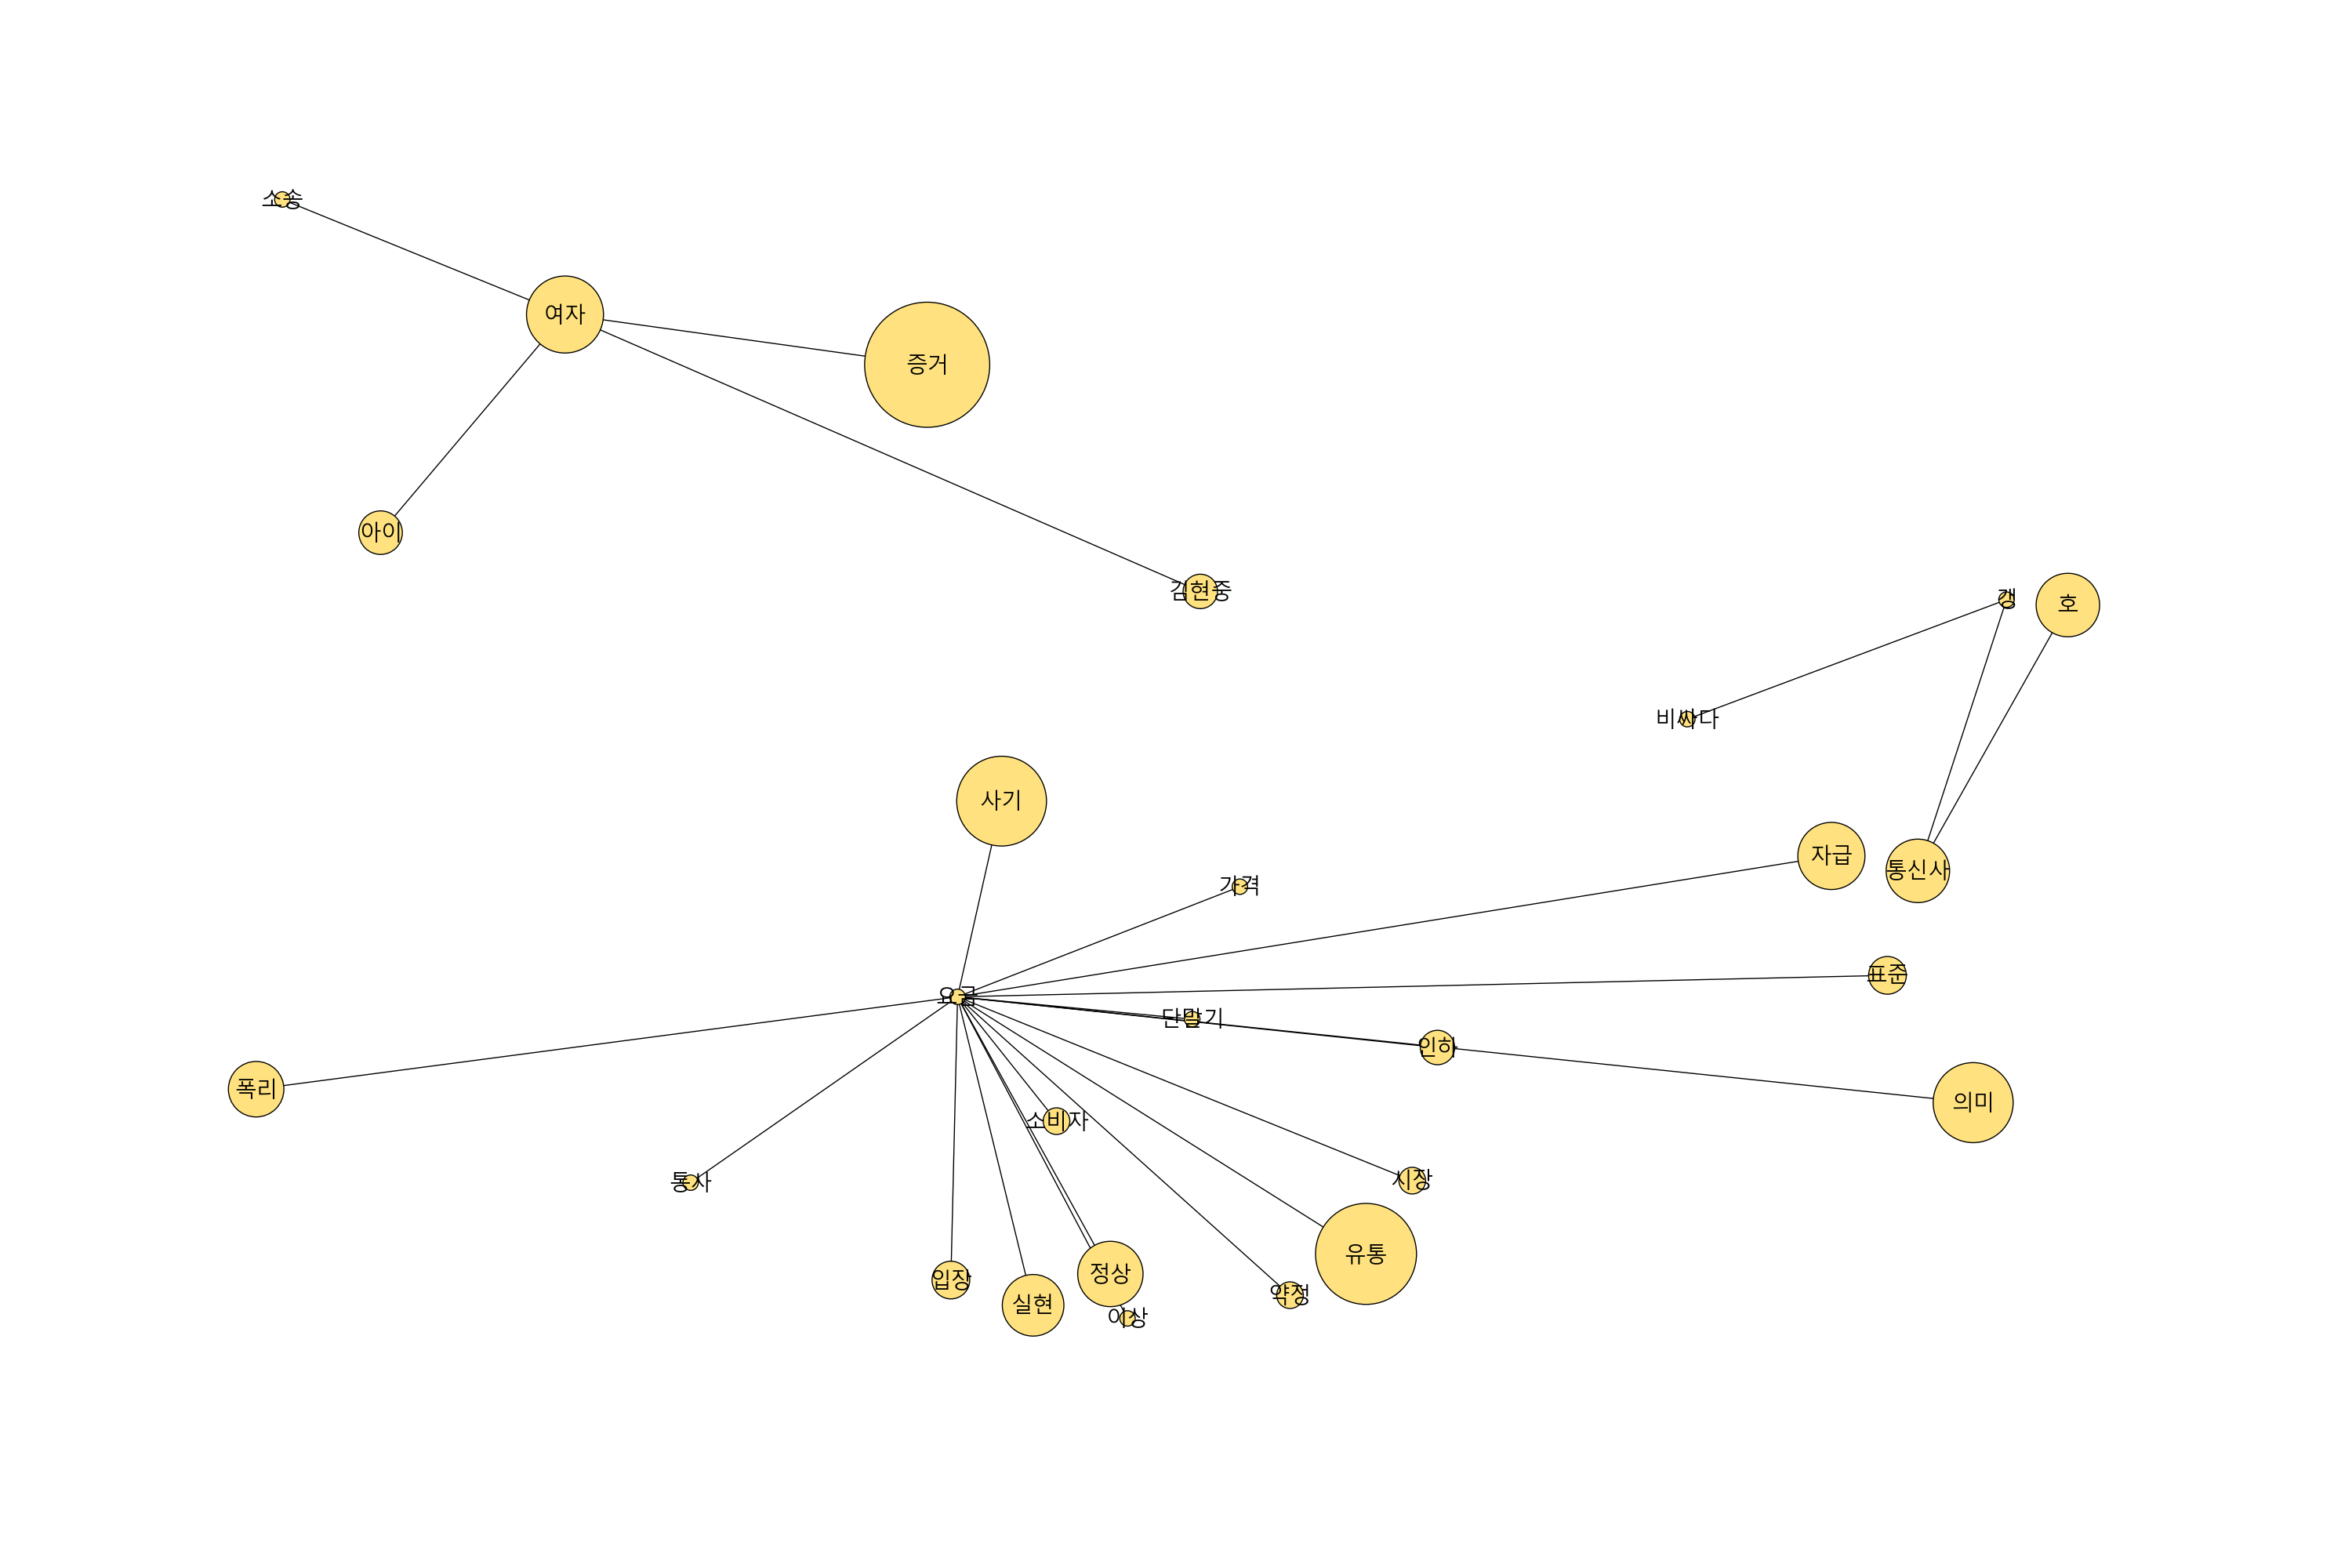 소송
여자
증거
아이
김현중
갱
호
비싸다
사기
자급
통신사
가격
표준
요금
단말기
인하
폭리
의미
소비자
시장
통사
유통
정상
입장
약정
실현
이상